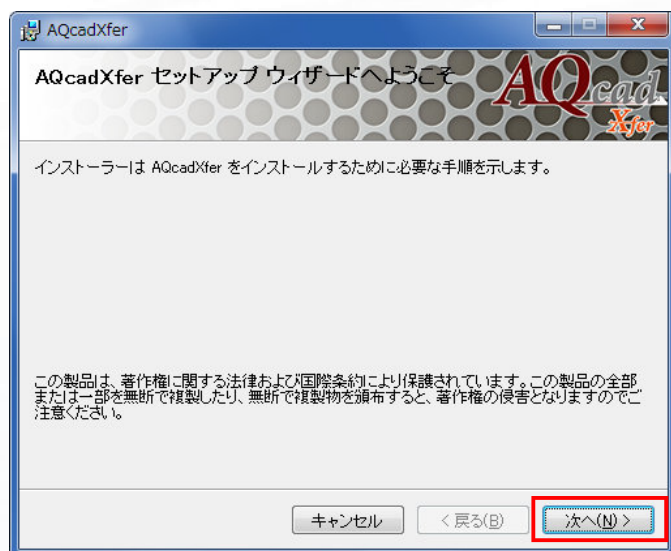 AQcadXfer
AQcadXfer セットアップ ウィザードへようこそ
AQcad
Xfer
インストーラーは AQcadXfer をインストールするために必要な手順を示します。
この製品は、著作権に関する法律および国際条約により保護されています。この製品の全部
または一部を無断で複製したり、無断で複製物を頒布すると、著作権の侵害となりますのでご
注意ください。
キャンセル < 戻る(B) 次へ(N) >